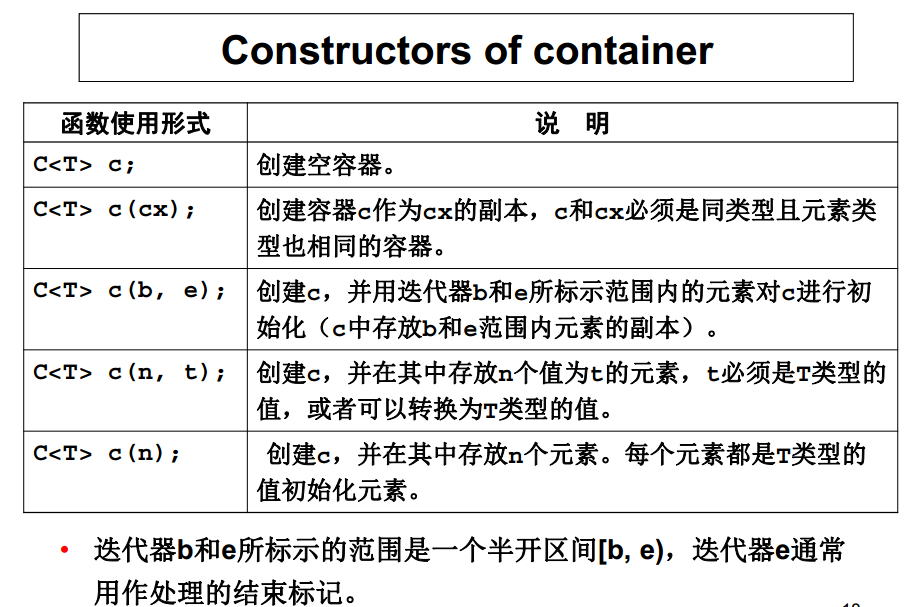 Constructors of container
函数使用形式 说 明
C<T> c; 创建空容器。
C<T> c(cx); 创建容器c作为cx的副本，c和cx必须是同类型且元素类
型也相同的容器。
C<T> c(b, e); 创建c，并用迭代器b和e所标示范围内的元素对c进行初
始化（c中存放b和e范围内元素的副本）。
C<T> c(n, t); 创建c，并在其中存放n个值为t的元素，t必须是T类型的
值，或者可以转换为T类型的值。
C<T> c(n); 创建c，并在其中存放n个元素。每个元素都是T类型的
值初始化元素。
• 迭代器b和e所标示的范围是一个半开区间[b, e)，迭代器e通常
用作处理的结束标记。